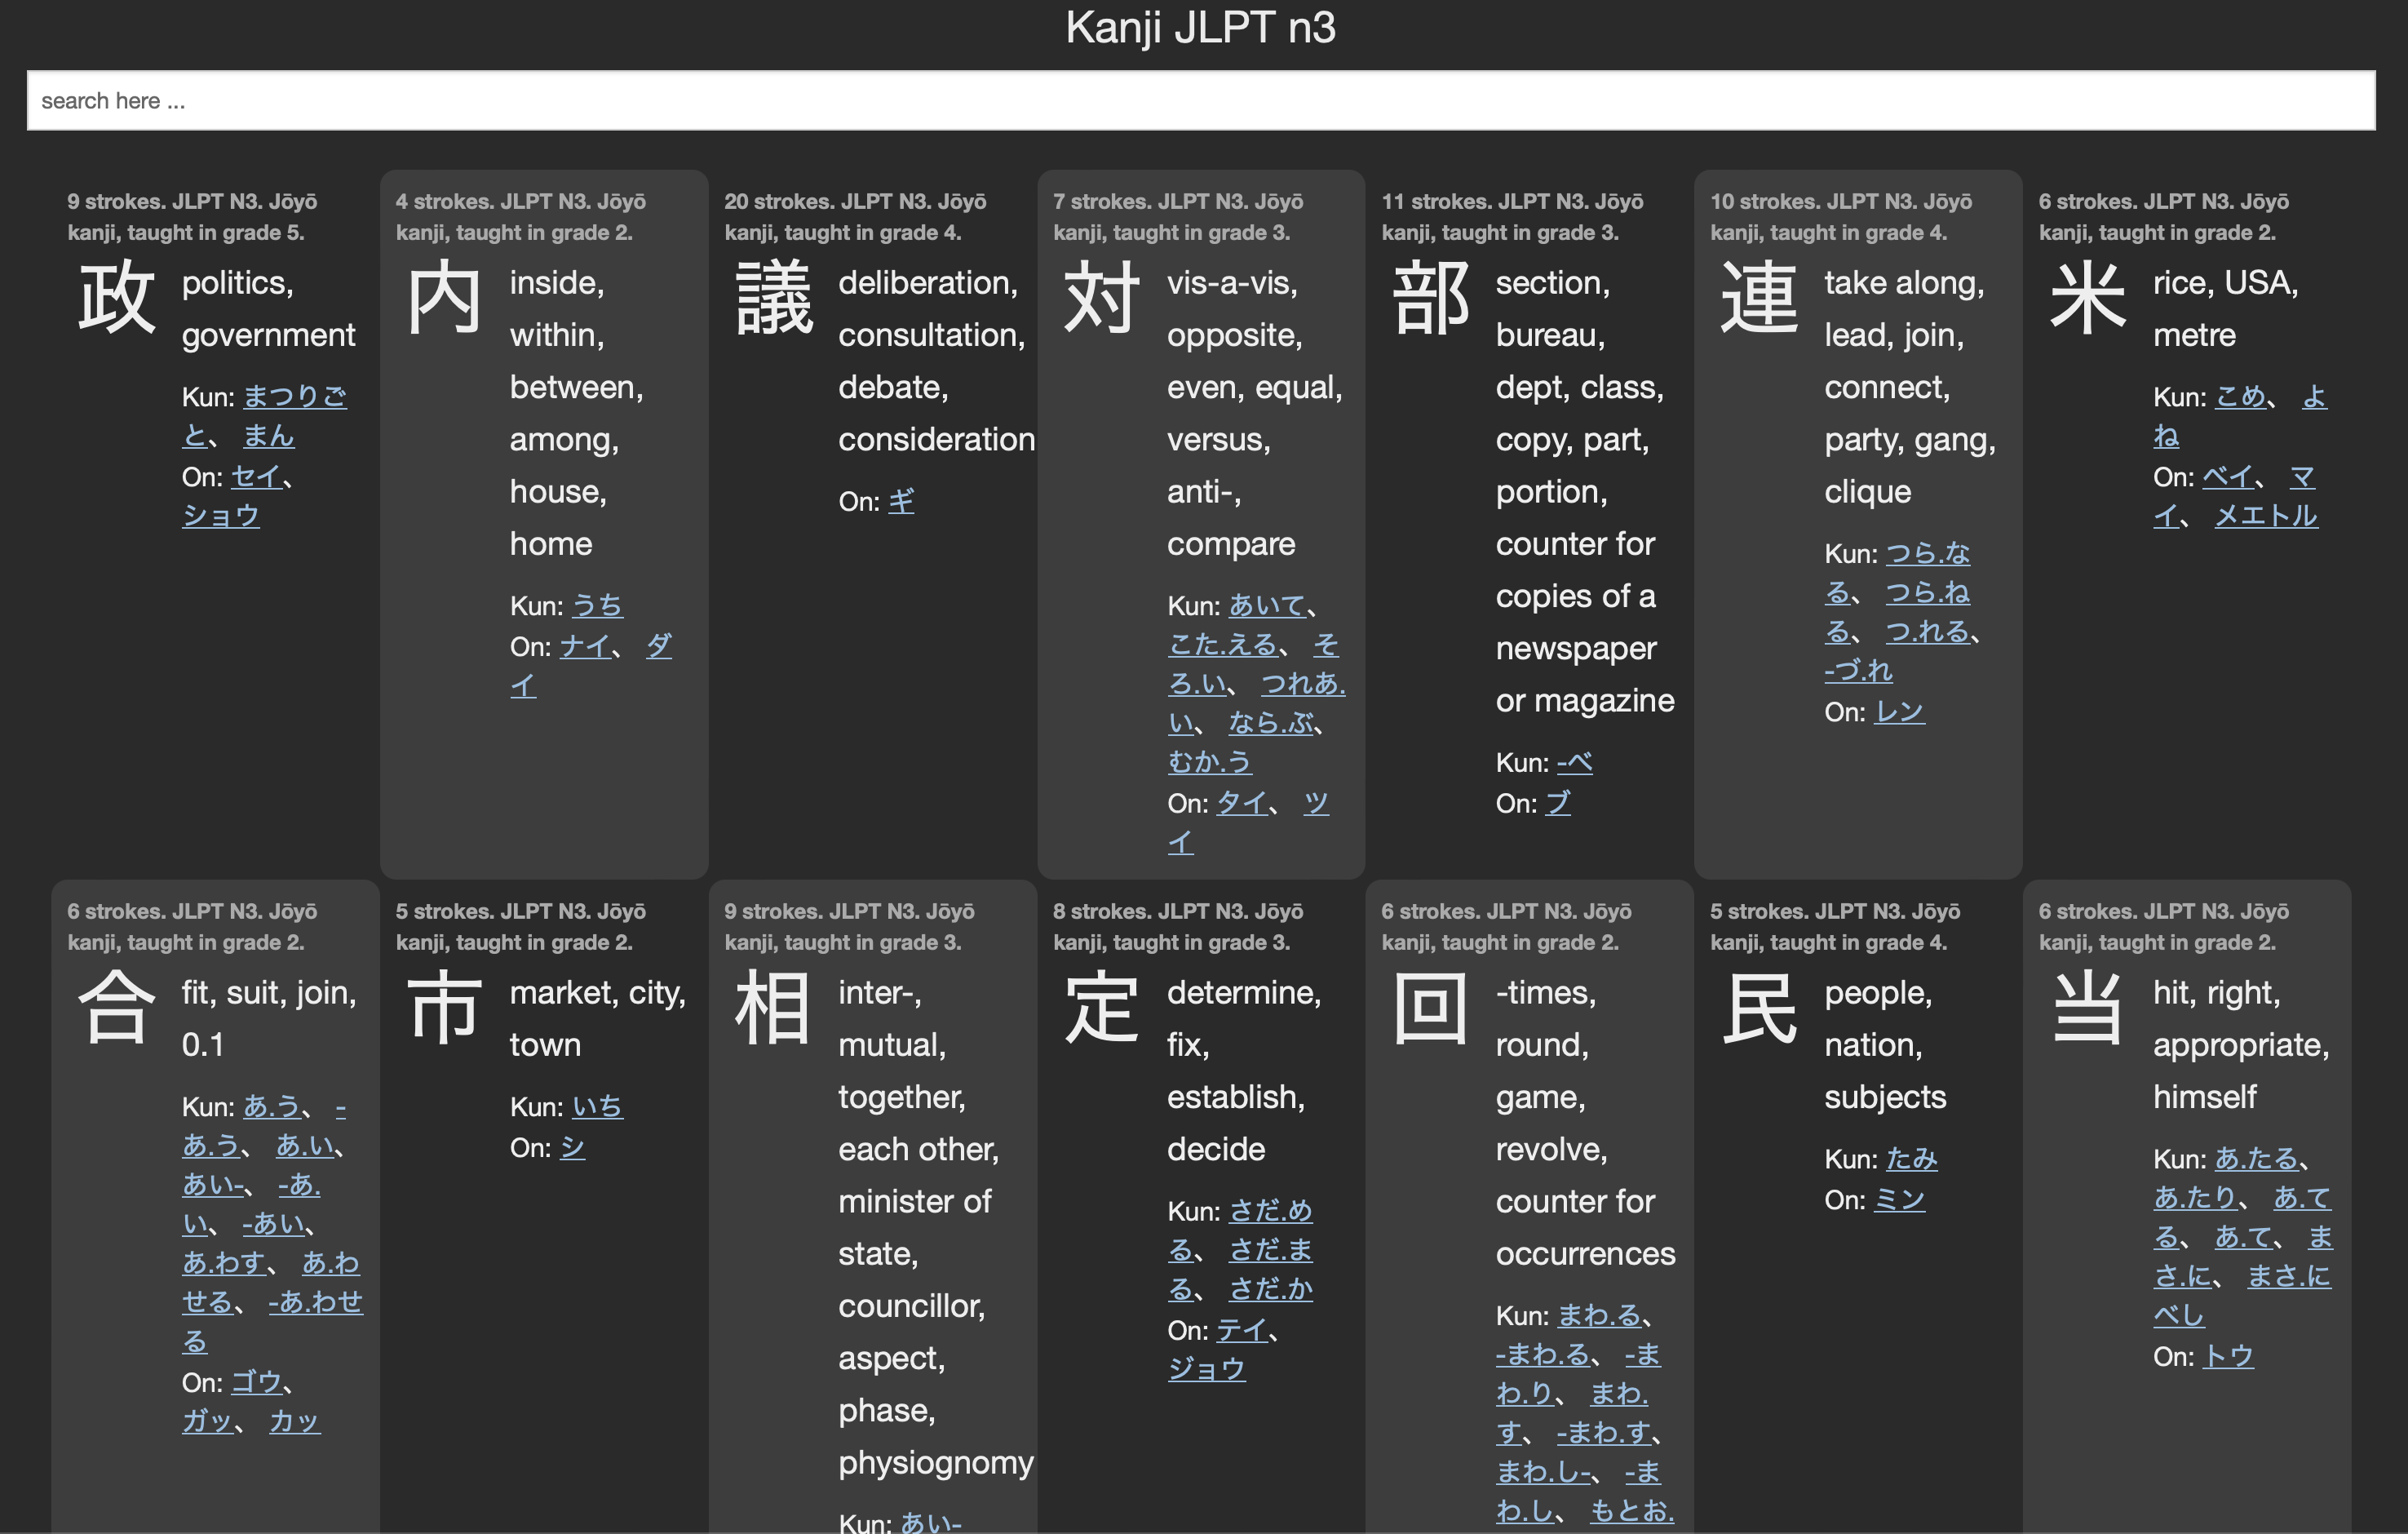 Kanji JLPT n3
search here ...
9 strokes. JLPT N3. Jōyō
kanji, taught in grade 5.
政
politics,
government
Kun: まつりご
と、 まん
On: セイ、
ショウ
4 strokes. JLPT N3. Jōyō
kanji, taught in grade 2.
内
inside,
within,
between,
among,
house,
home
Kun: うち
On: ナイ、 ダ
イ
20 strokes. JLPT N3. Jōyō
kanji, taught in grade 4.
議
deliberation,
consultation,
debate,
consideration
On: ギ
7 strokes. JLPT N3. Jōyō
kanji, taught in grade 3.
対
vis-a-vis,
opposite,
even, equal,
versus,
anti-,
compare
Kun: あいて、
こた.える、 そ
ろ.い、 つれあ.
い、 なら.ぶ、
むか.う
On: タイ、 ツ
イ
11 strokes. JLPT N3. Jōyō
kanji, taught in grade 3.
部
section,
bureau,
dept, class,
copy, part,
portion,
counter for
copies of a
newspaper
or magazine
Kun: -べ
On: ブ
10 strokes. JLPT N3. Jōyō
kanji, taught in grade 4.
連
take along,
lead, join,
connect,
party, gang,
clique
Kun: つら.な
る、 つら.ね
る、 つ.れる、
-づ.れ
On: レン
6 strokes. JLPT N3. Jōyō
kanji, taught in grade 2.
米
rice, USA,
metre
Kun: こめ、 よ
ね
On: ベイ、 マ
イ、 メエトル
6 strokes. JLPT N3. Jōyō
kanji, taught in grade 2.
合
fit, suit, join,
0.1
Kun: あ.う、 -
あ.う、 あ.い、
あい-、 -あ.
い、 -あい、
あ.わす、 あ.わ
せる、 -あ.わせ
る
On: ゴウ、
ガッ、 カッ
5 strokes. JLPT N3. Jōyō
kanji, taught in grade 2.
市
market, city,
town
Kun: いち
On: シ
9 strokes. JLPT N3. Jōyō
kanji, taught in grade 3.
相
inter-,
mutual,
together,
each other,
minister of
state,
councillor,
aspect,
phase,
physiognomy
Kun: あい-
8 strokes. JLPT N3. Jōyō
kanji, taught in grade 3.
定
determine,
fix,
establish,
decide
Kun: さだ.め
る、 さだ.ま
る、 さだ.か
On: テイ、
ジョウ
6 strokes. JLPT N3. Jōyō
kanji, taught in grade 2.
回
-times,
round,
game,
revolve,
counter for
occurrences
Kun: まわ.る、
-まわ.る、 -ま
わ.り、 まわ.
す、 -まわ.す、
まわ.し-、 -ま
わ.し、 もとお.
5 strokes. JLPT N3. Jōyō
kanji, taught in grade 4.
民
people,
nation,
subjects
Kun: たみ
On: ミン
6 strokes. JLPT N3. Jōyō
kanji, taught in grade 2.
当
hit, right,
appropriate,
himself
Kun: あ.たる、
あ.たり、 あ.て
る、 あ.て、 ま
さ.に、 まさ.に
べし
On: トウ